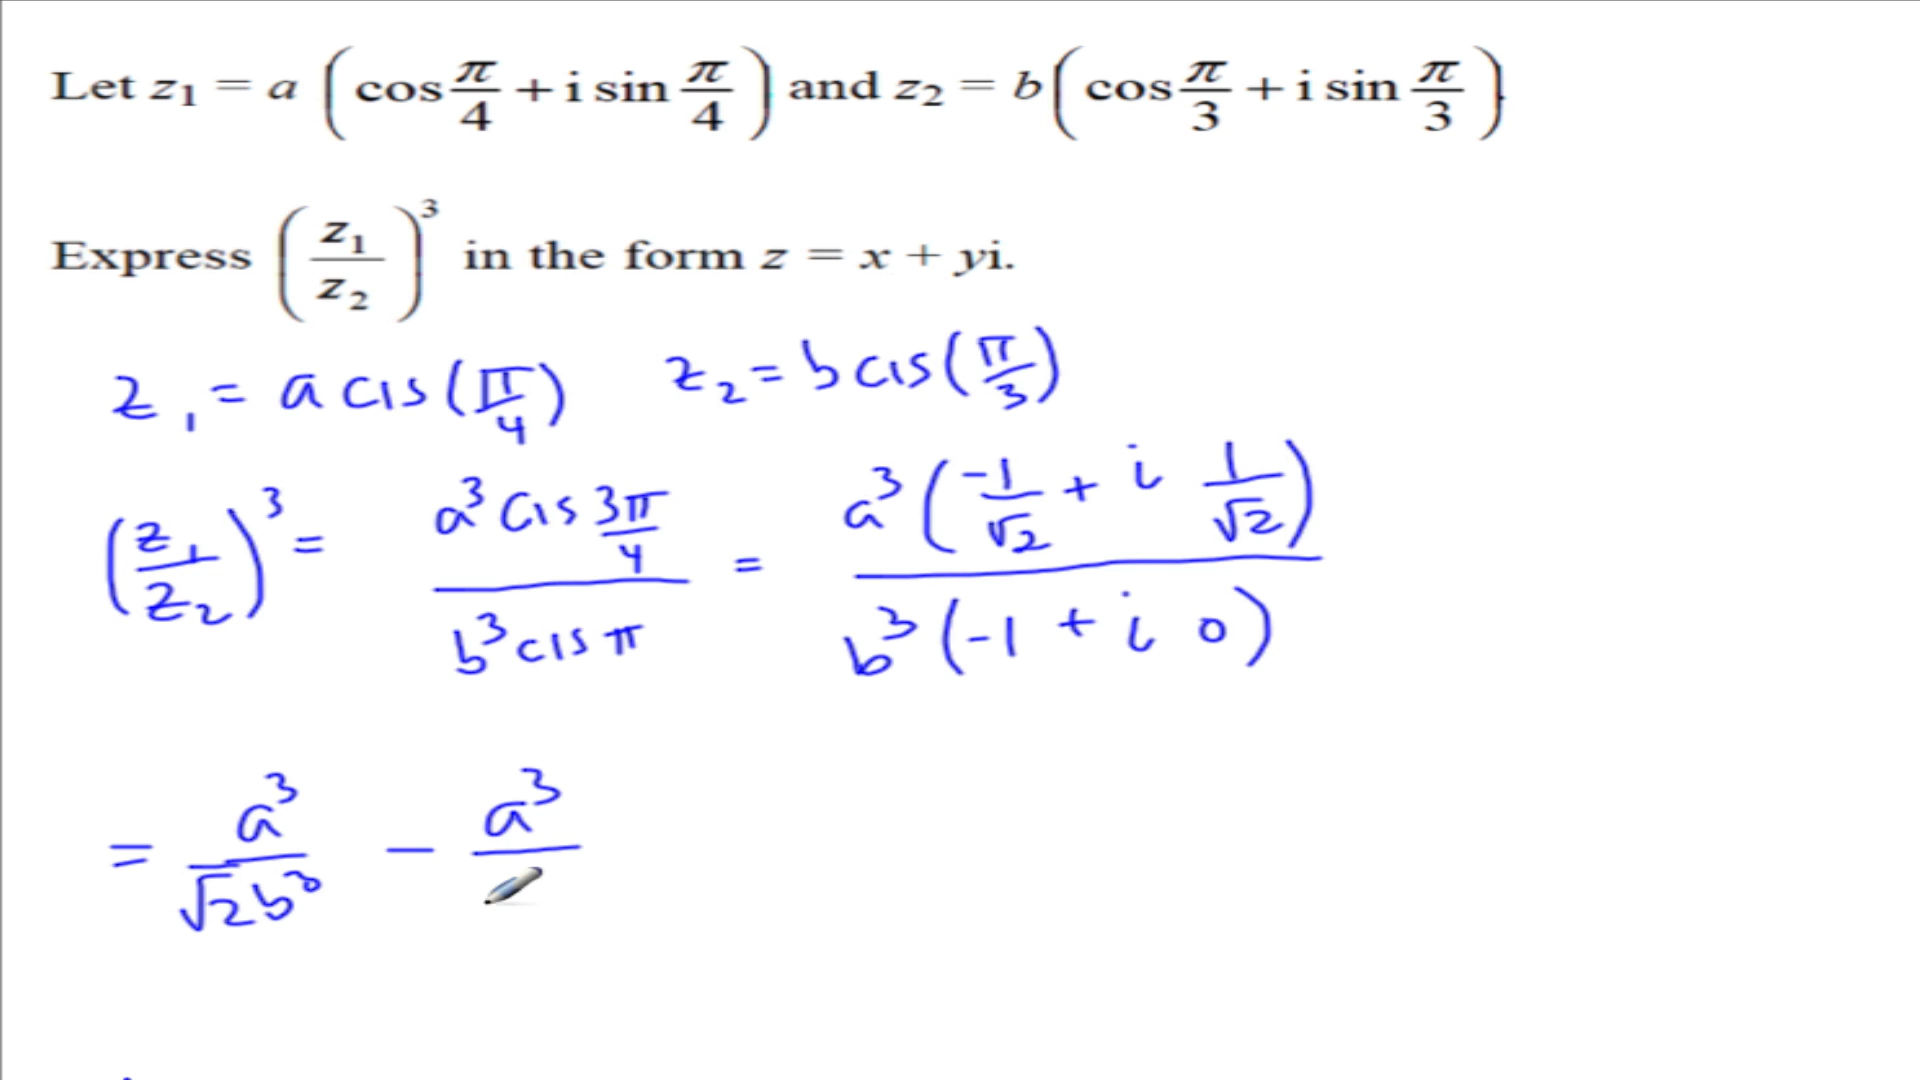 Let z₁ = a (cos π/4 + i sin π/4) and z₂ = b(cos π/3 + i sin π/3)
Express (z₁/z₂)³ in the form z = x + yi.
z₁ = a cis(π/4) z₂ = b cis(π/3)
(z₁/z₂)³ = a³ cis 3π/4 / b³ cis π = a³(-1/√2 + i 1/√2) / b³(-1 + i 0)
= a³/√2b³ - a³/